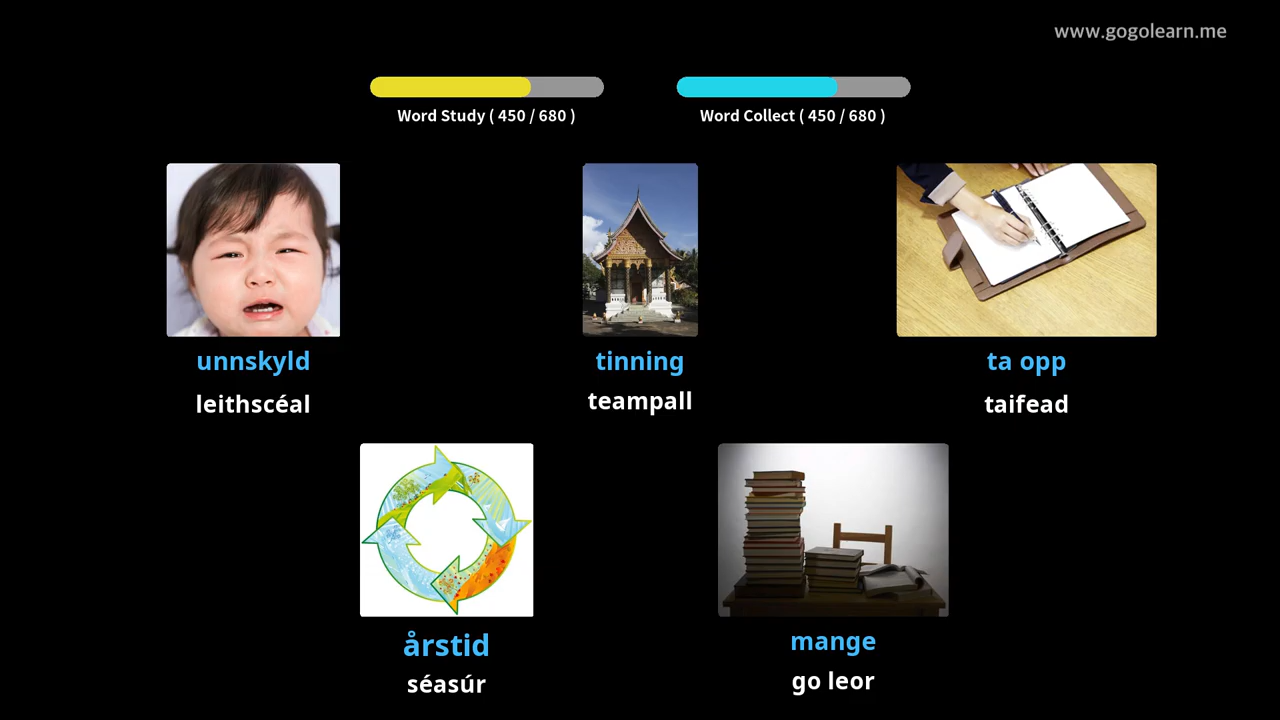 www.gogolearn.me
Word Study ( 450 / 680 )
Word Collect ( 450 / 680 )
unnskyld
leithscéal
tinning
teampall
ta opp
taifead
årstid
séasúr
mange
go leor